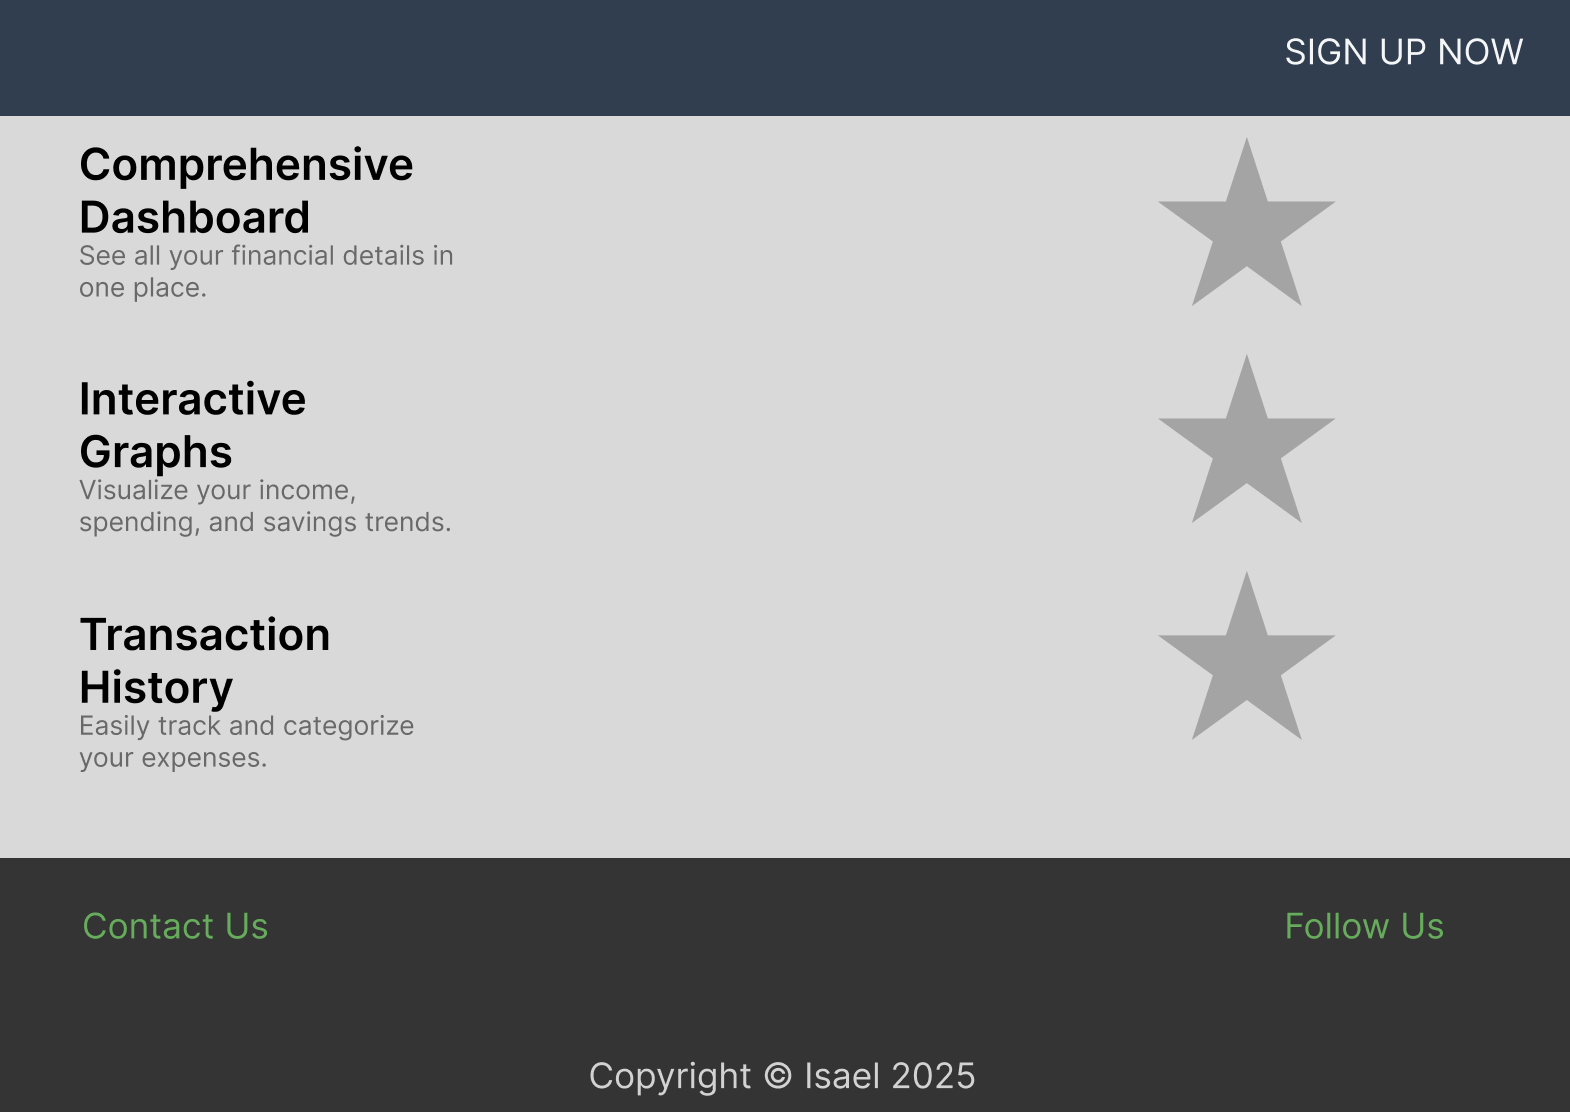 SIGN UP NOW
Comprehensive
Dashboard
See all your financial details in
one place.
Interactive
Graphs
Visualize your income,
spending, and savings trends.
Transaction
History
Easily track and categorize
your expenses.
Contact Us
Follow Us
Copyright © Isael 2025